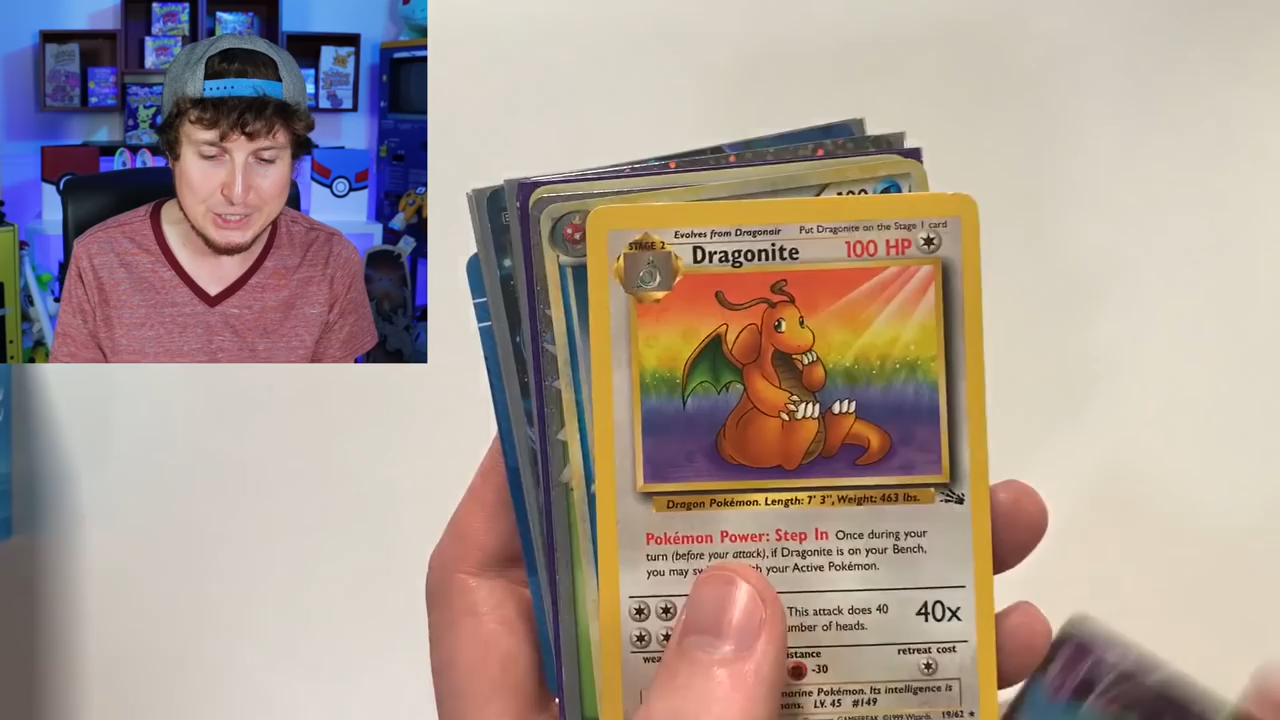 Evolves from Dragonair
Put Dragonite on the Stage 1 card
STAGE 2
Dragonite
100 HP
Dragon Pokémon. Length: 7' 3", Weight: 463 lbs.
Pokémon Power: Step In Once during your
turn (before your attack), if Dragonite is on your Bench,
you may your Active Pokémon.
This attack does 40
40x
of heads.
retreat cost
-30
Pokémon. Its intelligence is
LV. 45 #149
©1999 Wizards. 19/62